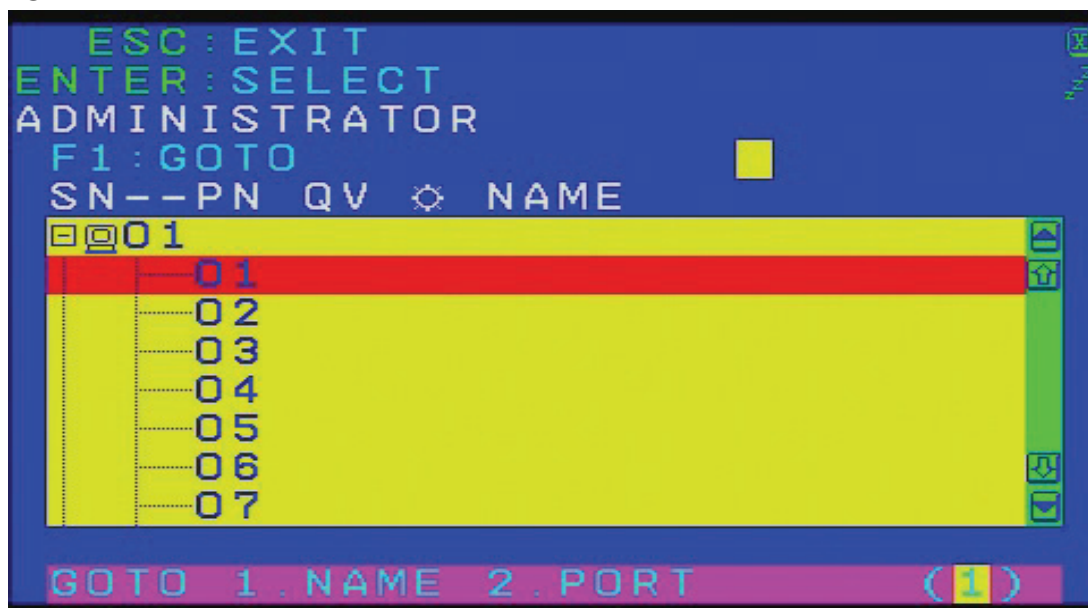 ESC:EXIT
ENTER:SELECT
ADMINISTRATOR
F1:GOTO
SN--PN QV ☼ NAME
01
01
02
03
04
05
06
07
GOTO 1.NAME 2.PORT (1)
X
zzz